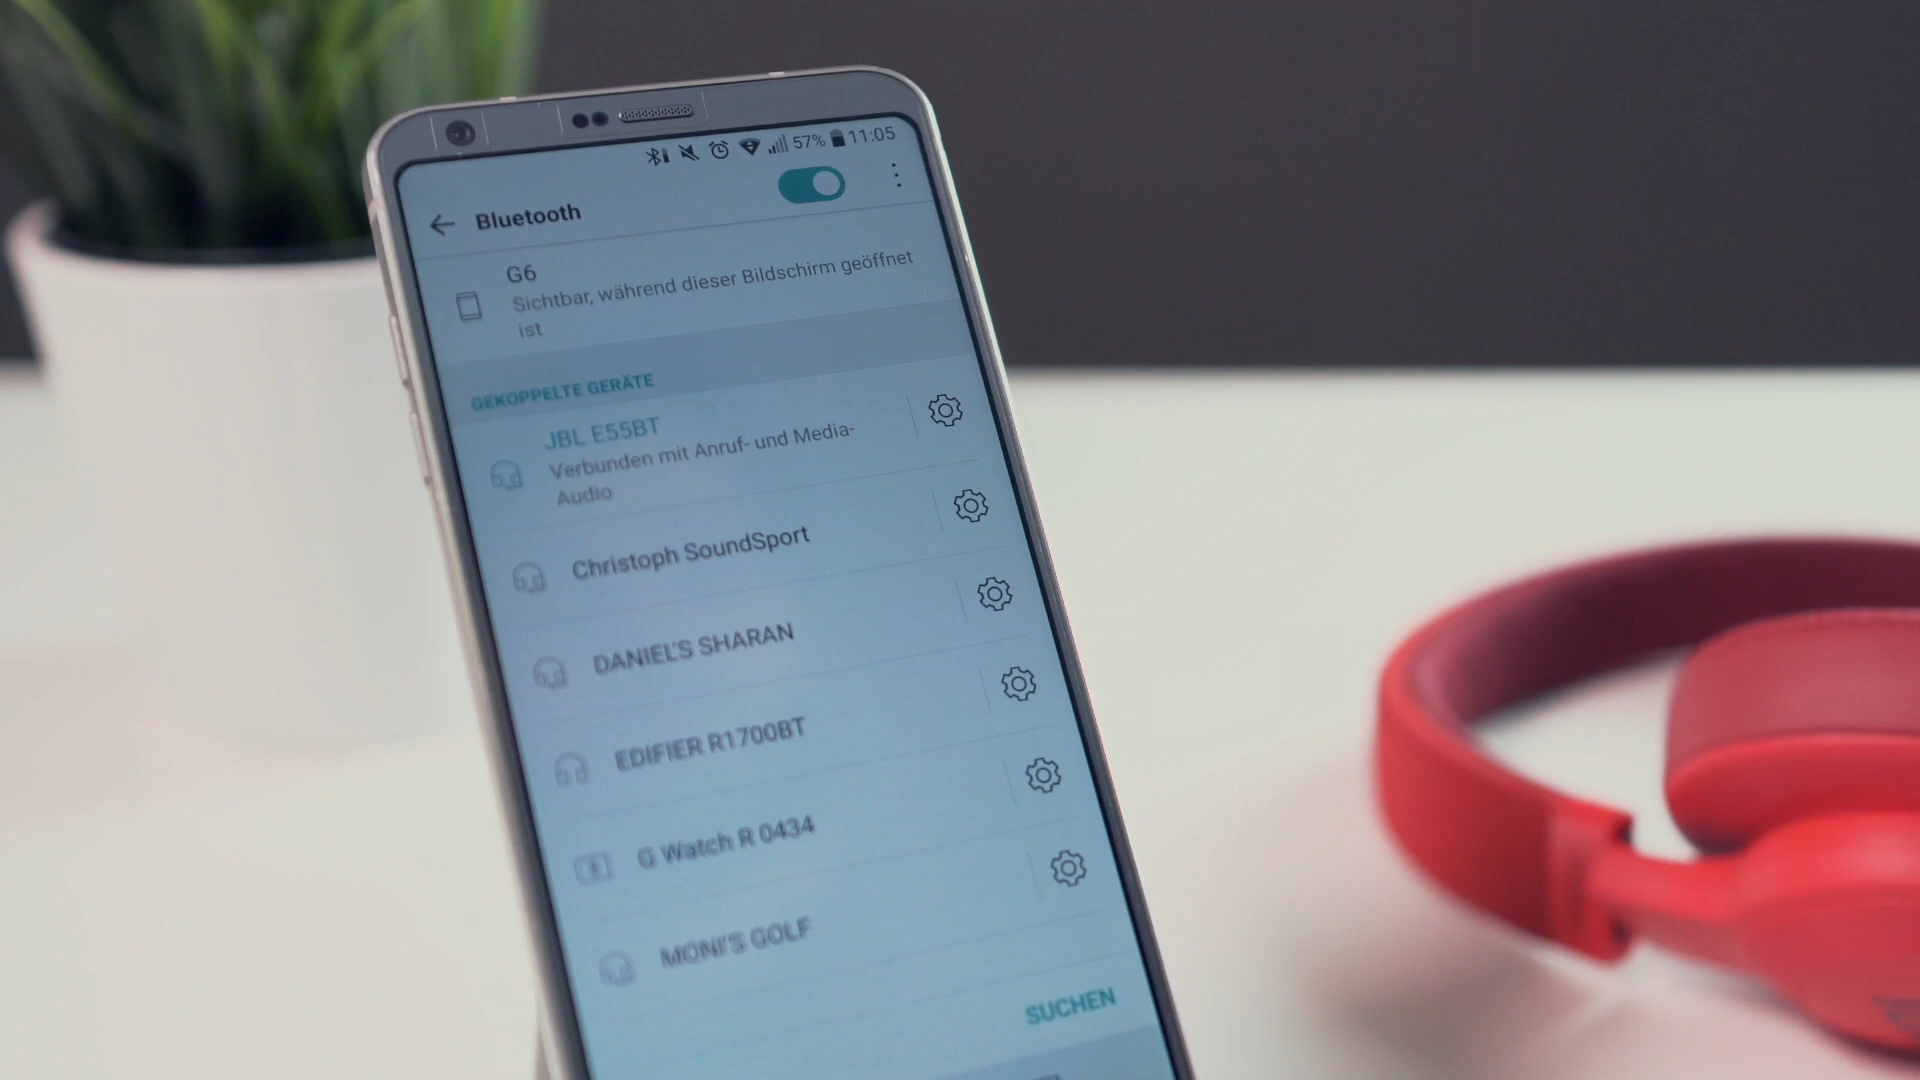 57% 11:05
Bluetooth
G6
Sichtbar, während dieser Bildschirm geöffnet
ist
GEKOPPELTE GERÄTE
JBL E55BT
Verbunden mit Anruf- und Media-
Audio
Christoph SoundSport
DANIEL'S SHARAN
EDIFIER R1700BT
G Watch R 0434
MONI'S GOLF
SUCHEN